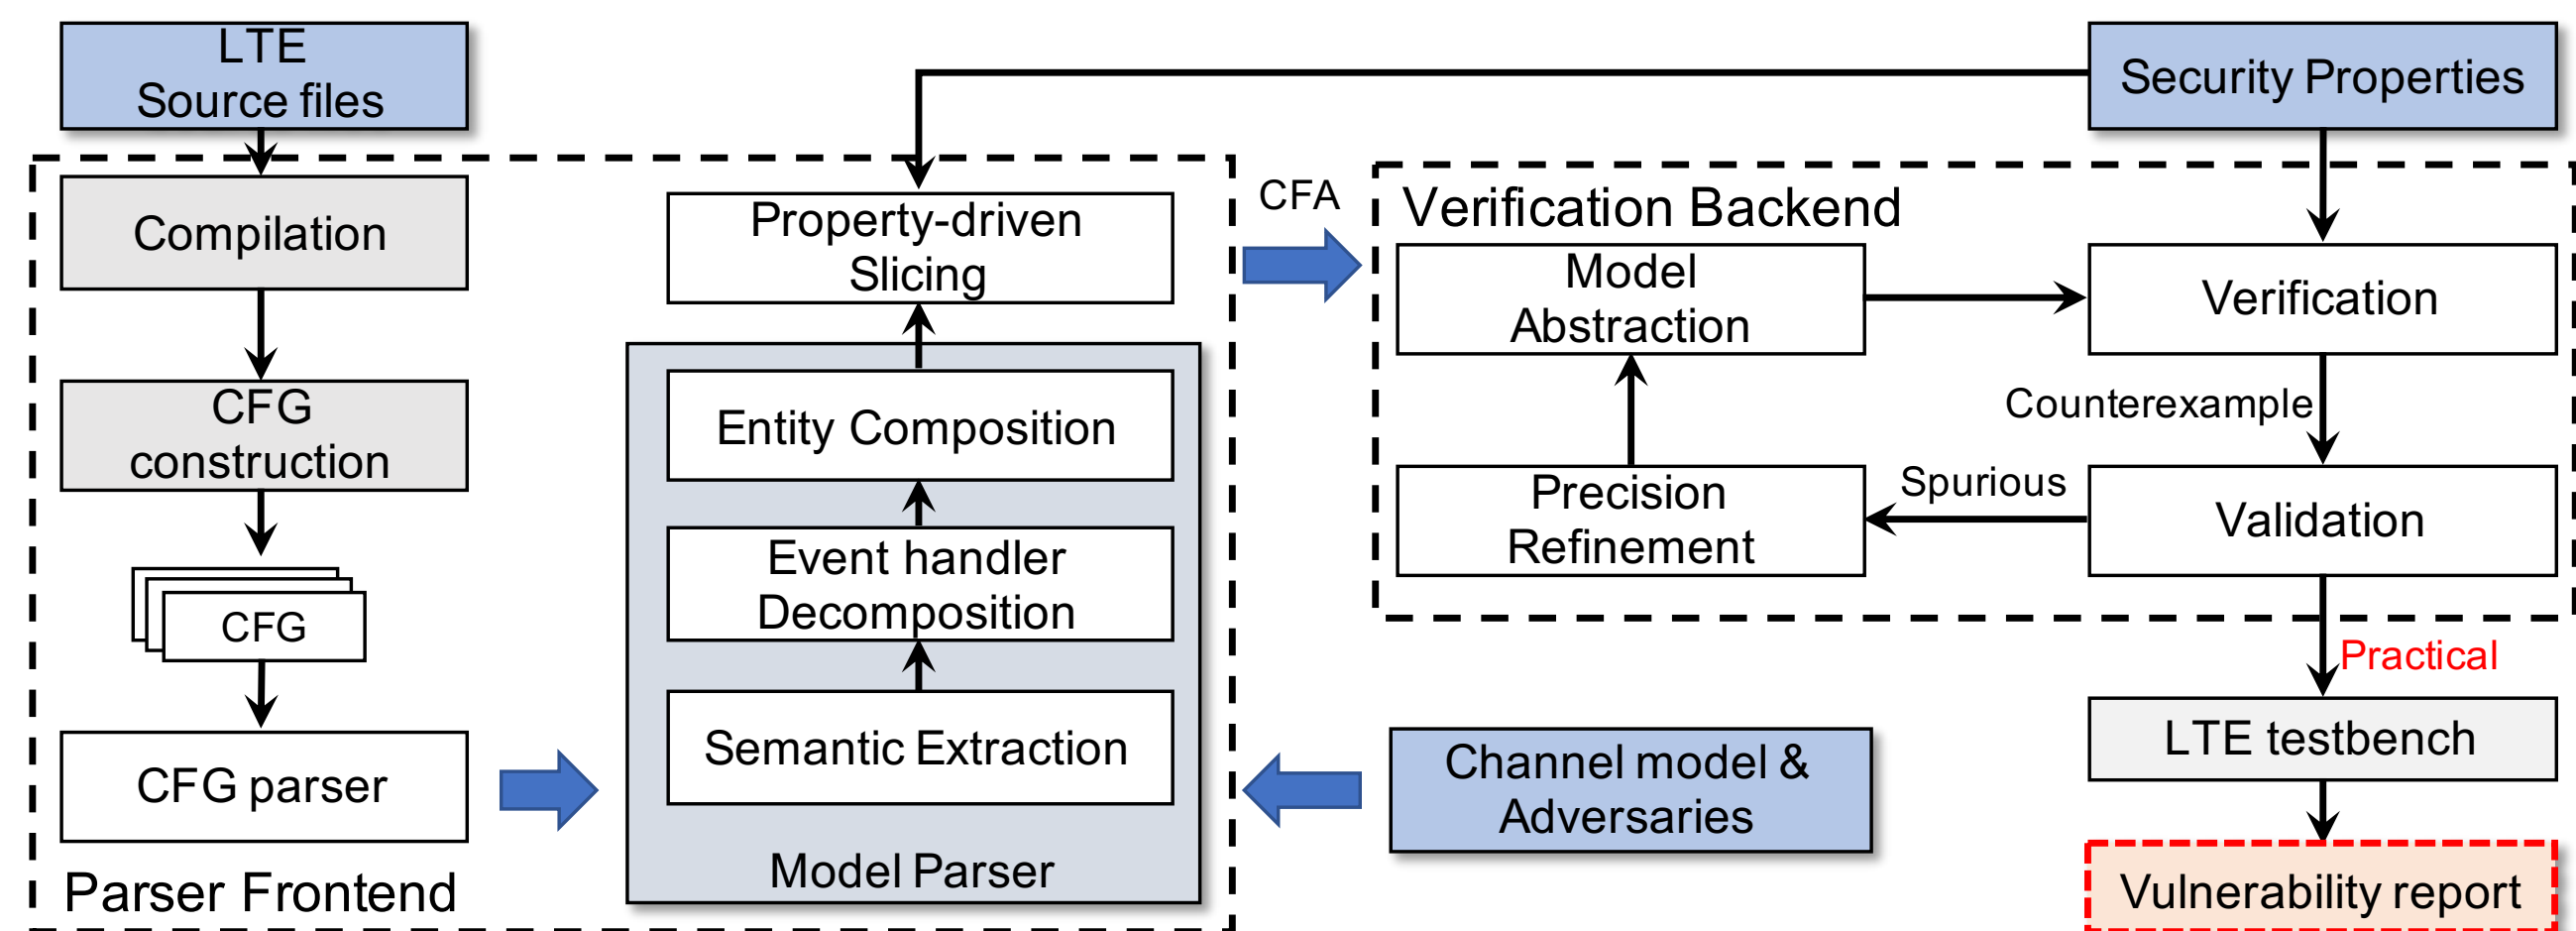 LTE
Source files
Compilation
CFG
construction
CFG
CFG parser
Parser Frontend
Property-driven
Slicing
Entity Composition
Event handler
Decomposition
Semantic Extraction
Model Parser
CFA
Security Properties
Verification Backend
Model
Abstraction
Verification
Counterexample
Precision
Refinement
Spurious
Validation
Practical
Channel model &
Adversaries
LTE testbench
Vulnerability report